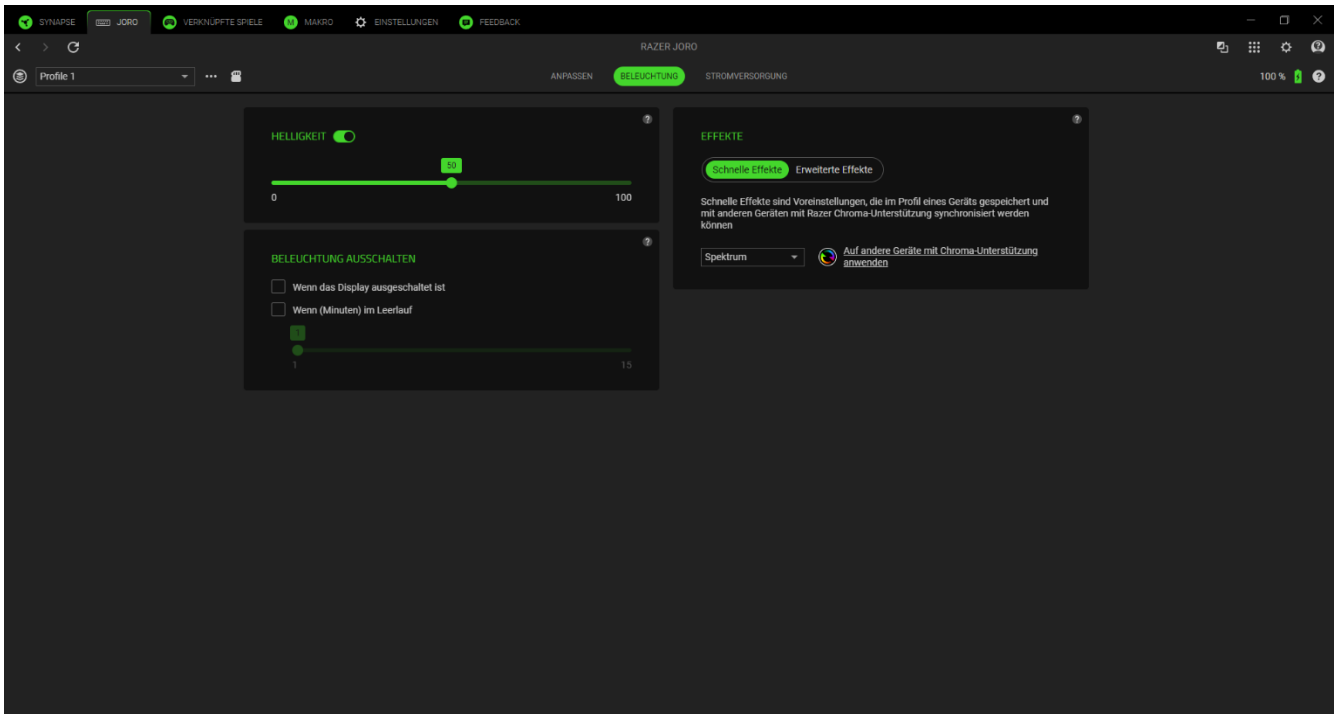 SYNAPSE JORO VERKNÜPFTE SPIELE M MAKRO EINSTELLUNGEN FEEDBACK
RAZER JORO
Profile 1 ANPASSEN BELEUCHTUNG STROMVERSORGUNG 100 %
HELLIGKEIT
50
0 100
BELEUCHTUNG AUSSCHALTEN
Wenn das Display ausgeschaltet ist
Wenn (Minuten) im Leerlauf
1
1 15
EFFEKTE
Schnelle Effekte Erweiterte Effekte
Schnelle Effekte sind Voreinstellungen, die im Profil eines Geräts gespeichert und
mit anderen Geräten mit Razer Chroma-Unterstützung synchronisiert werden
können
Spektrum
Auf andere Geräte mit Chroma-Unterstützung
anwenden